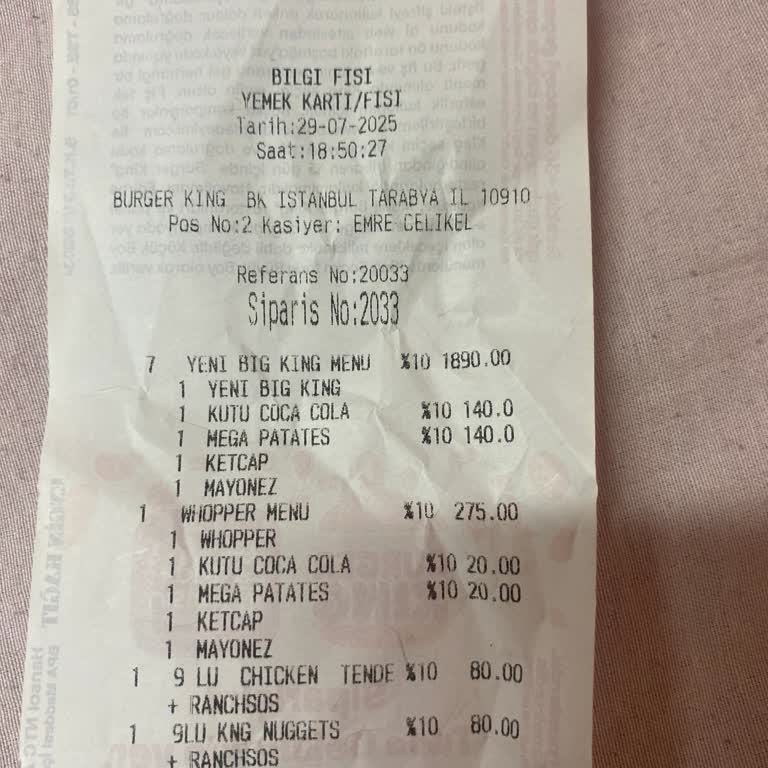 BILGI FISI
YEMEK KARTI/FISI
Tarih:29-07-2025
Saat:18:50:27
BURGER KING BK ISTANBUL TARABYA IL 10910
Pos No:2 Kasiyer: EMRE CELIKEL
Referans No:20033
Siparis No:2033
7 YENI BIG KING MENU %10 1890.00
1 YENI BIG KING
1 KUTU COCA COLA %10 140.0
1 MEGA PATATES %10 140.0
1 KETCAP
1 MAYONEZ
1 WHOPPER MENU %10 275.00
1 WHOPPER
1 KUTU COCA COLA %10 20.00
1 MEGA PATATES %10 20.00
1 KETCAP
1 MAYONEZ
1 9 LU CHICKEN TENDE %10 80.00
+ RANCHSOS
1 9LU KNG NUGGETS %10 80.00
+ RANCHSOS